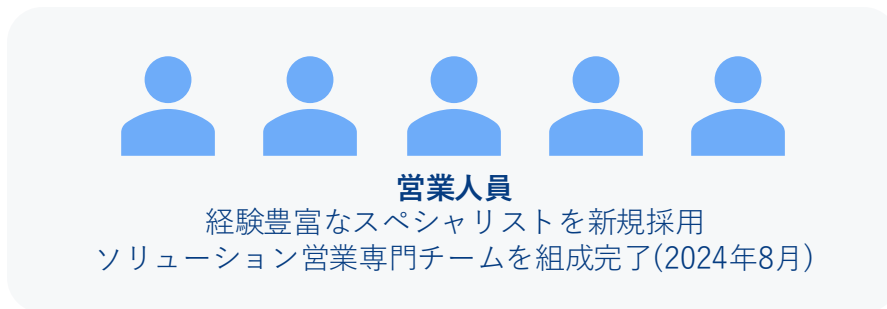 営業人員
経験豊富なスペシャリストを新規採用
ソリューション営業専門チームを組成完了(2024年8月)